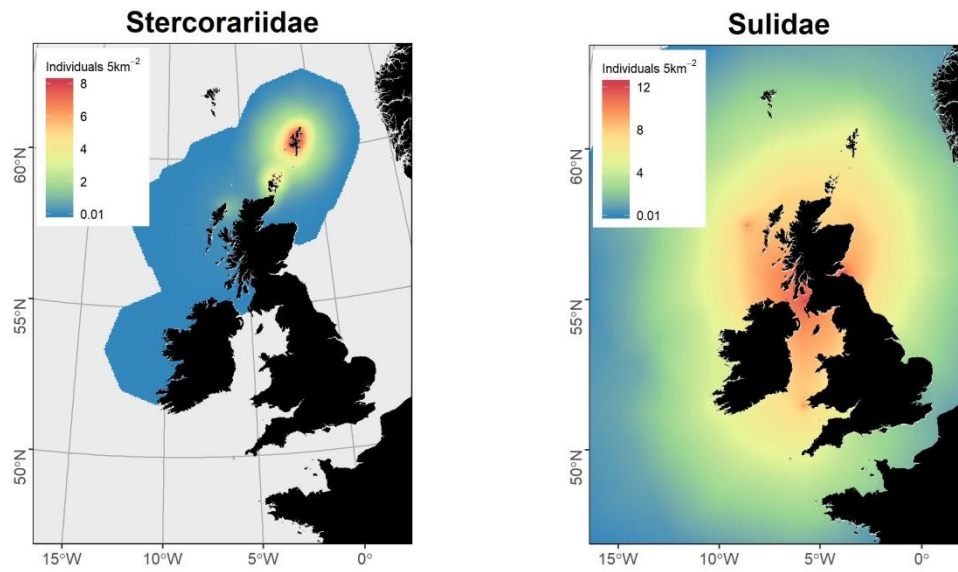 Stercorariidae
Individuals 5km⁻²
8
6
4
2
0.01
60°N
55°N
50°N
15°W
10°W
5°W
0°
Sulidae
Individuals 5km⁻²
12
8
4
0.01
60°N
55°N
50°N
15°W
10°W
5°W
0°